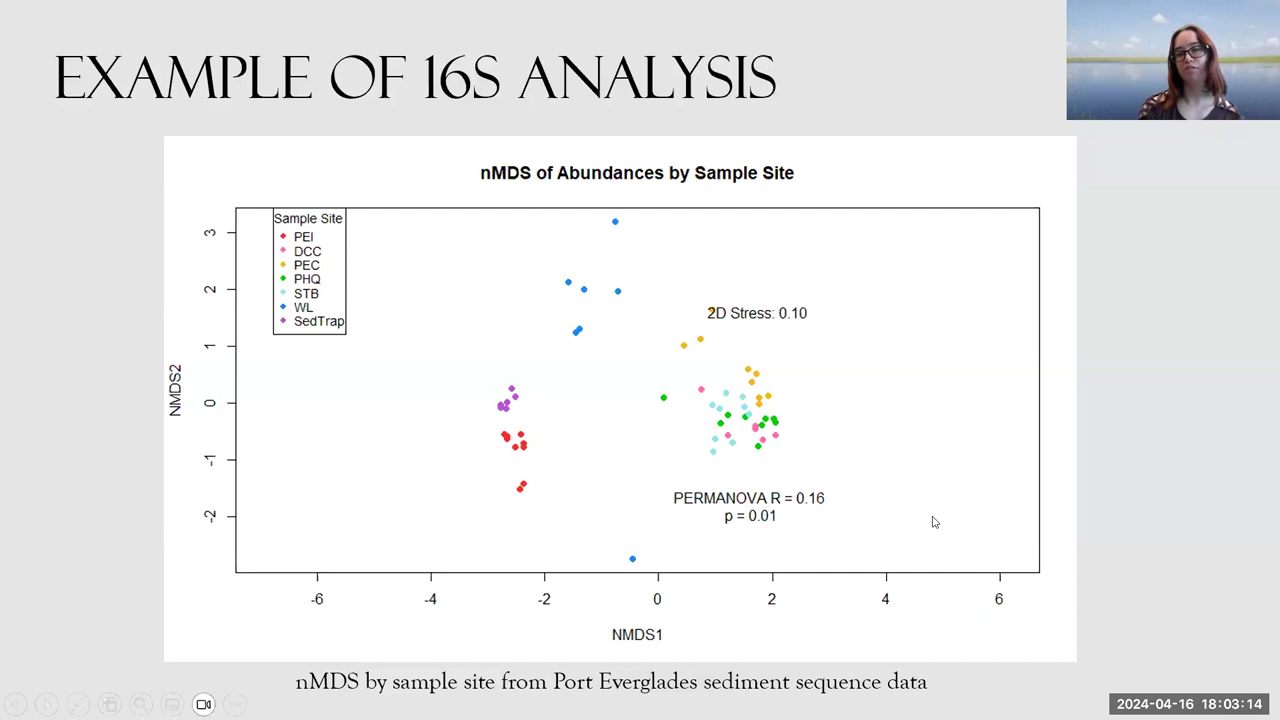 EXAMPLE OF 16S ANALYSIS
nMDS of Abundances by Sample Site
Sample Site
PEI
DCC
PEC
PHQ
STB
WL
SedTrap
2D Stress: 0.10
PERMANOVA R = 0.16
p = 0.01
NMDS2
3
2
1
0
-1
-2
-6
-4
-2
0
2
4
6
NMDS1
nMDS by sample site from Port Everglades sediment sequence data
2024-04-16 18:03:14